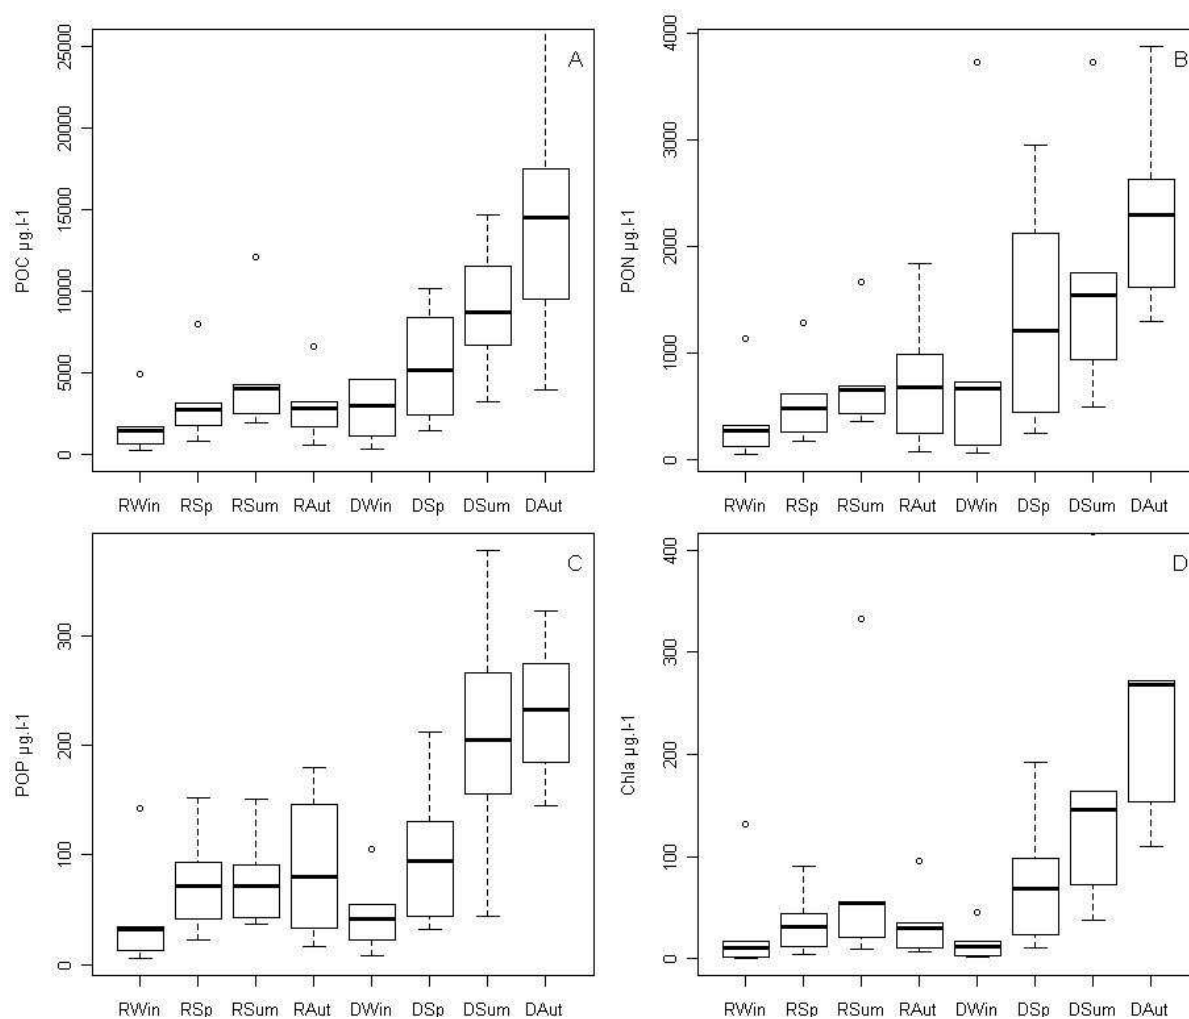 A
POC µg.l-1
25000
20000
15000
10000
5000
0
RWin RSp RSum RAut DWin DSp DSum DAut
B
PON µg.l-1
4000
3000
2000
1000
0
RWin RSp RSum RAut DWin DSp DSum DAut
C
POP µg.l-1
300
200
100
0
RWin RSp RSum RAut DWin DSp DSum DAut
D
Chla µg.l-1
400
300
200
100
0
RWin RSp RSum RAut DWin DSp DSum DAut